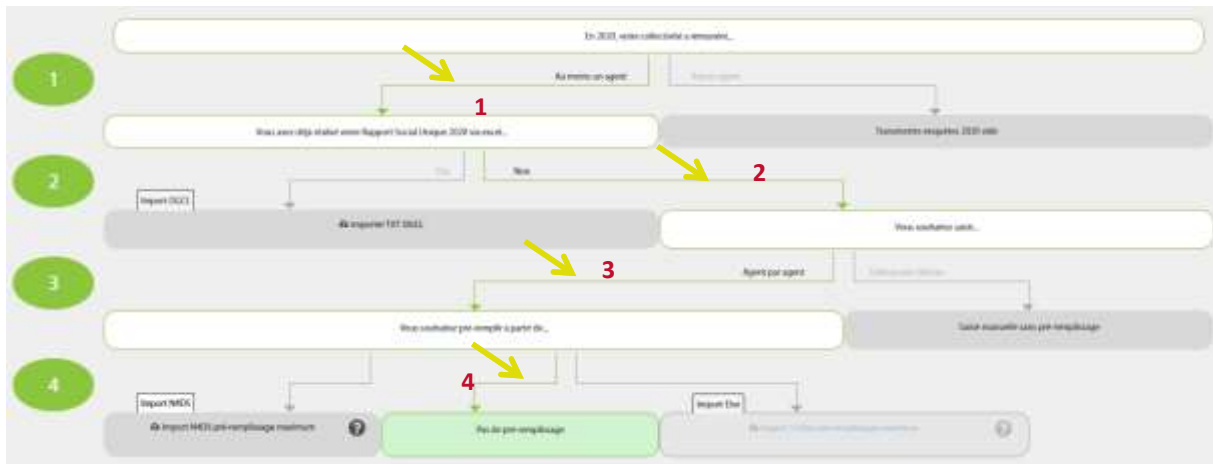 En 2020, votre collectivité a rémunéré...
1
Au moins un agent
Aucun agent
1
Vous avez déjà réalisé votre Rapport Social Unique 2020 via excel...
Transmettre enquêtes 2020 vide
2
Oui
Non
2
Import DGCL
Importer TXT DGCL
Vous souhaitez saisir...
3
3
Agent par agent
Vous souhaitez pré-remplir à partir de...
Saisie manuelle sans pré-remplissage
4
4
Import N4DS
Import N4DS pré-remplissage maximum
?
Pas de pré-remplissage
Import Dsn
?